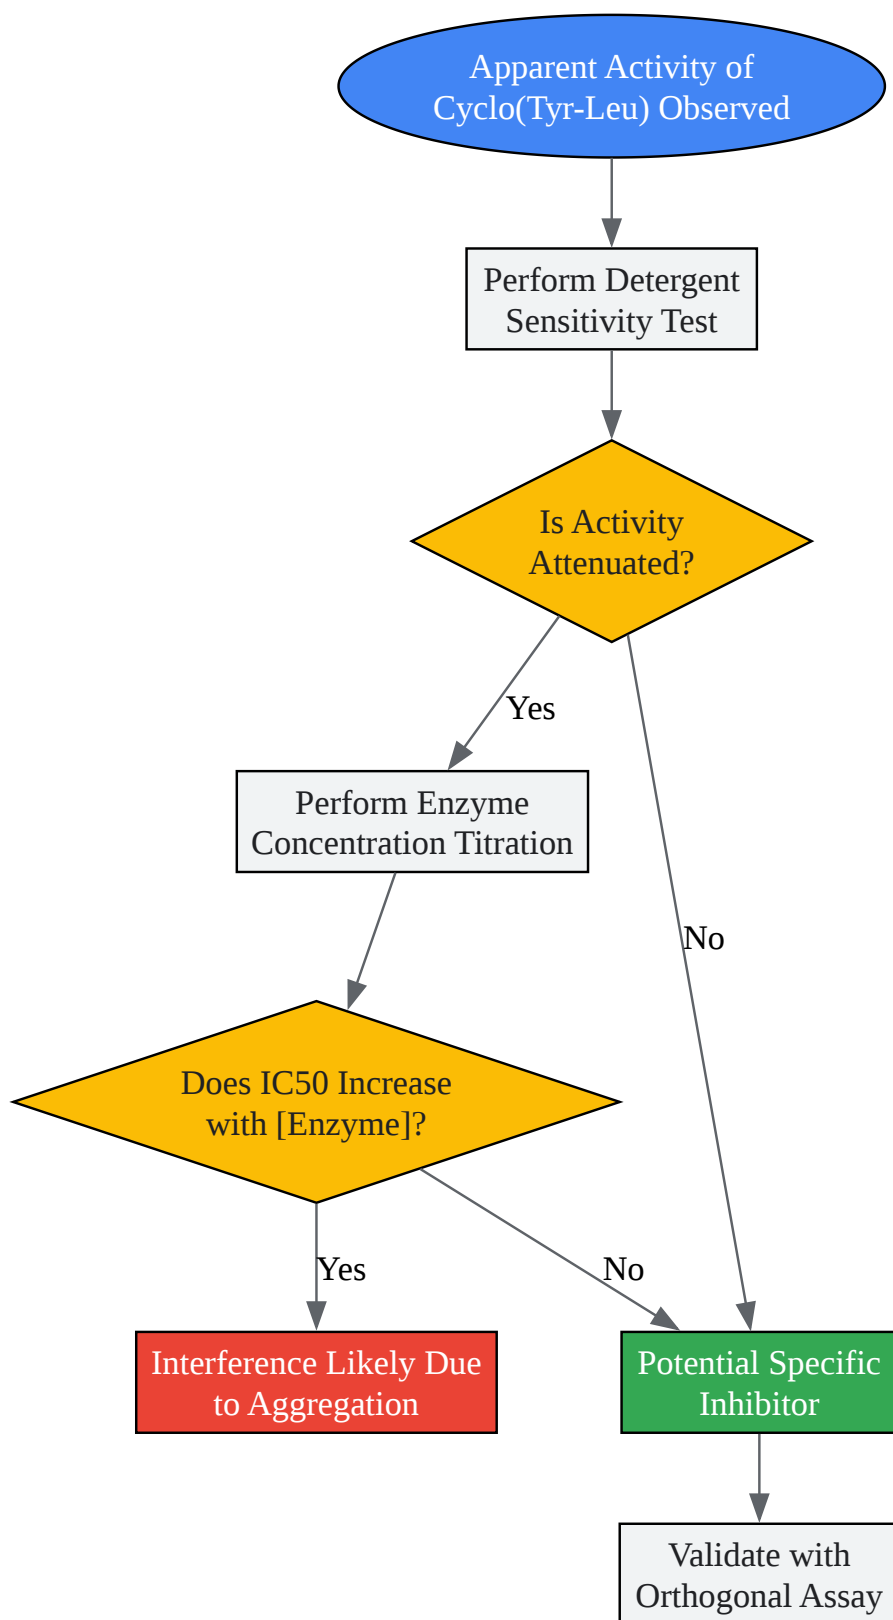 Apparent Activity of
Cyclo(Tyr-Leu) Observed
Perform Detergent
Sensitivity Test
Is Activity
Attenuated?
Yes
Perform Enzyme
Concentration Titration
No
Does IC50 Increase
with [Enzyme]?
Yes
No
Interference Likely Due
to Aggregation
Potential Specific
Inhibitor
Validate with
Orthogonal Assay